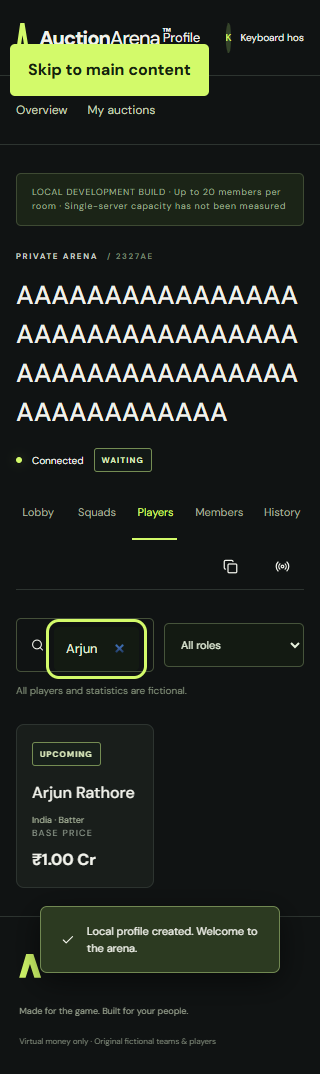 AuctionArena™
Profile
K
Keyboard hos
Skip to main content
Overview
My auctions
LOCAL DEVELOPMENT BUILD · Up to 20 members per
room · Single-server capacity has not been measured
PRIVATE ARENA / 2327AE
AAAAAAAAAAAAAAAA
AAAAAAAAAAAAAAAA
AAAAAAAAAAAAAAAA
AAAAAAAAAAAA
Connected
WAITING
Lobby
Squads
Players
Members
History
Arjun
All roles
All players and statistics are fictional.
UPCOMING
Arjun Rathore
India · Batter
BASE PRICE
₹1.00 Cr
Local profile created. Welcome to
the arena.
Made for the game. Built for your people.
Virtual money only · Original fictional teams & players